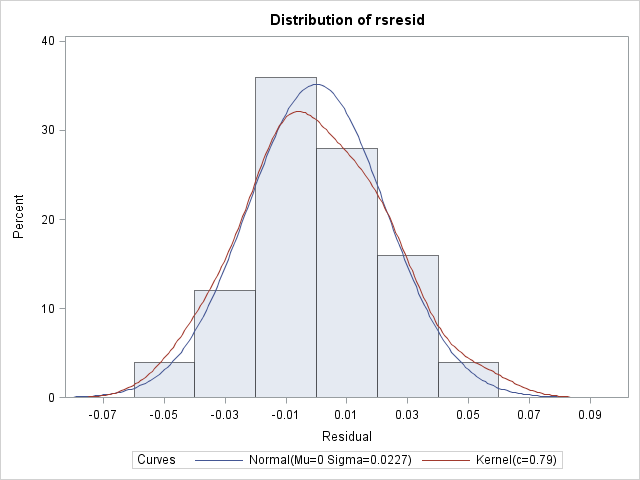 Distribution of rsresid
40
30
20
10
0
Percent
-0.07 -0.05 -0.03 -0.01 0.01 0.03 0.05 0.07 0.09
Residual
Curves Normal(Mu=0 Sigma=0.0227) Kernel(c=0.79)